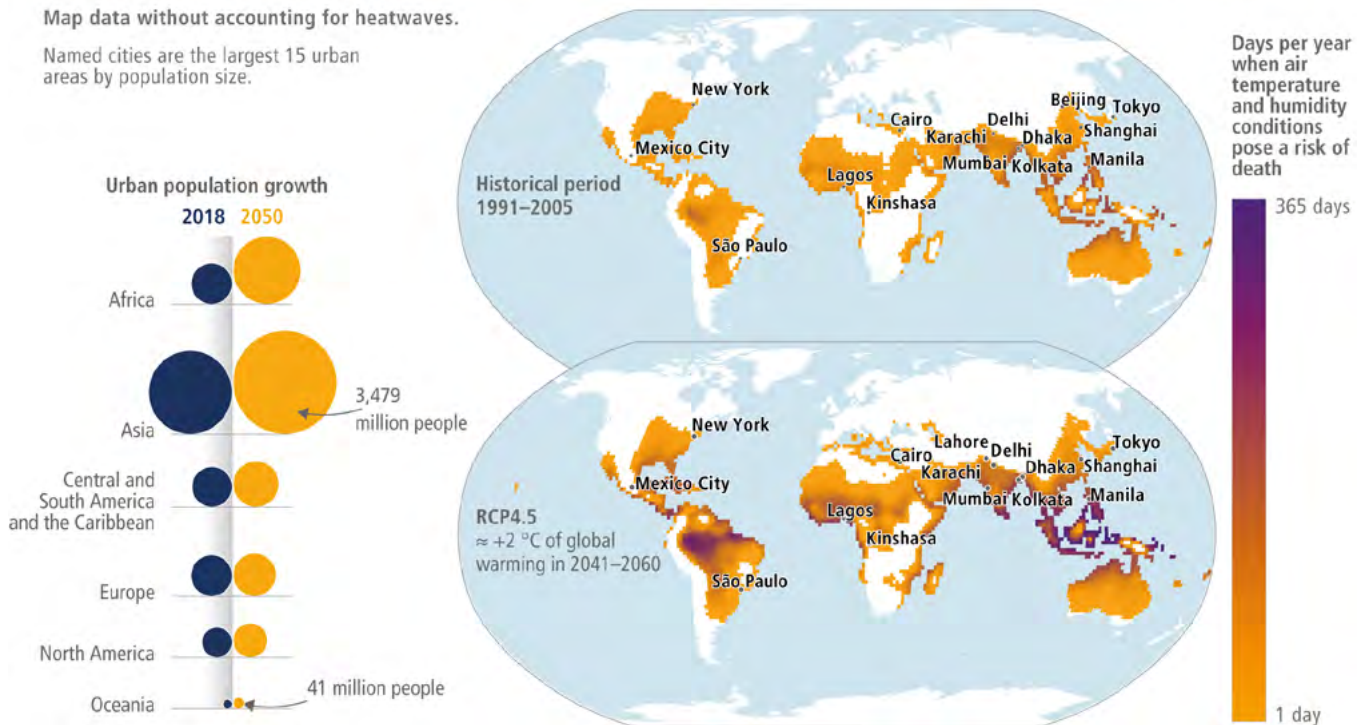 Map data without accounting for heatwaves.
Named cities are the largest 15 urban
areas by population size.
Urban population growth
2018
2050
Africa
Asia
3,479
million people
Central and
South America
and the Caribbean
Europe
North America
Oceania
41 million people
Historical period
1991–2005
New York
Mexico City
São Paulo
Lagos
Kinshasa
Cairo
Karachi
Delhi
Mumbai
Dhaka
Kolkata
Beijing
Tokyo
Shanghai
Manila
RCP4.5
≈ +2 °C of global
warming in 2041–2060
New York
Mexico City
São Paulo
Lagos
Kinshasa
Cairo
Lahore
Delhi
Karachi
Mumbai
Dhaka
Kolkata
Tokyo
Shanghai
Manila
Days per year
when air
temperature
and humidity
conditions
pose a risk of
death
365 days
1 day